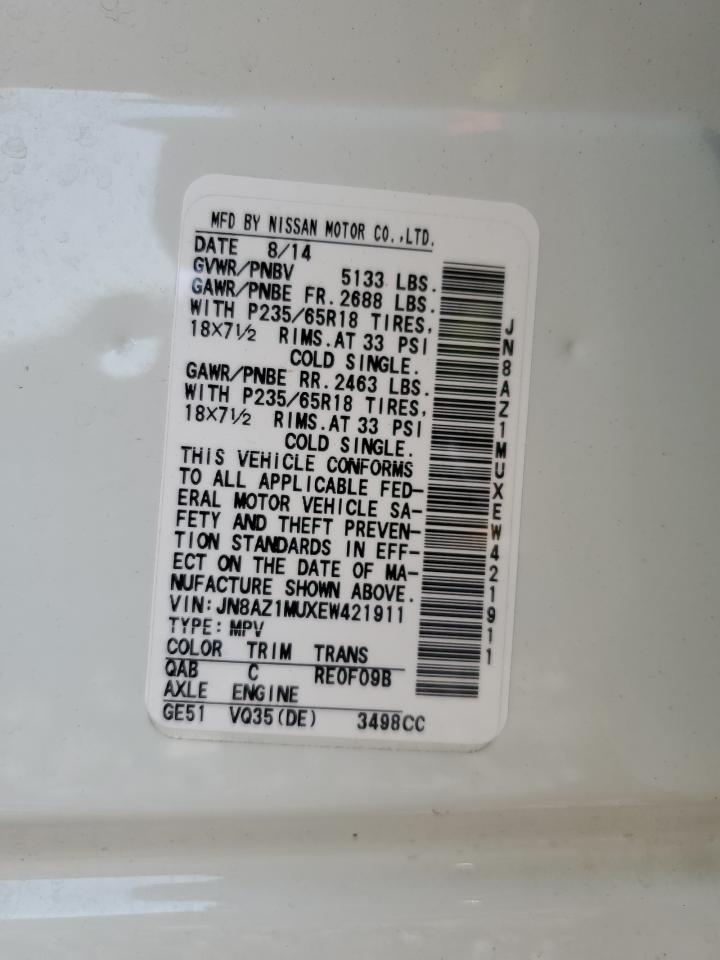 MFD BY NISSAN MOTOR CO.,LTD.
DATE 8/14
GVWR/PNBV 5133 LBS.
GAWR/PNBE FR. 2688 LBS.
WITH P235/65R18 TIRES,
18X7½ RIMS. AT 33 PSI
COLD SINGLE.
GAWR/PNBE RR. 2463 LBS.
WITH P235/65R18 TIRES,
18X7½ RIMS. AT 33 PSI
COLD SINGLE.
THIS VEHICLE CONFORMS
TO ALL APPLICABLE FED-
ERAL MOTOR VEHICLE SA-
FETY AND THEFT PREVEN-
TION STANDARDS IN EFF-
ECT ON THE DATE OF MA-
NUFACTURE SHOWN ABOVE.
VIN: JN8AZ1MUXEW421911
TYPE: MPV
COLOR TRIM TRANS
QAB C RE0F09B
AXLE ENGINE
GE51 VQ35(DE) 3498CC
JN8AZ1MUXEW421911